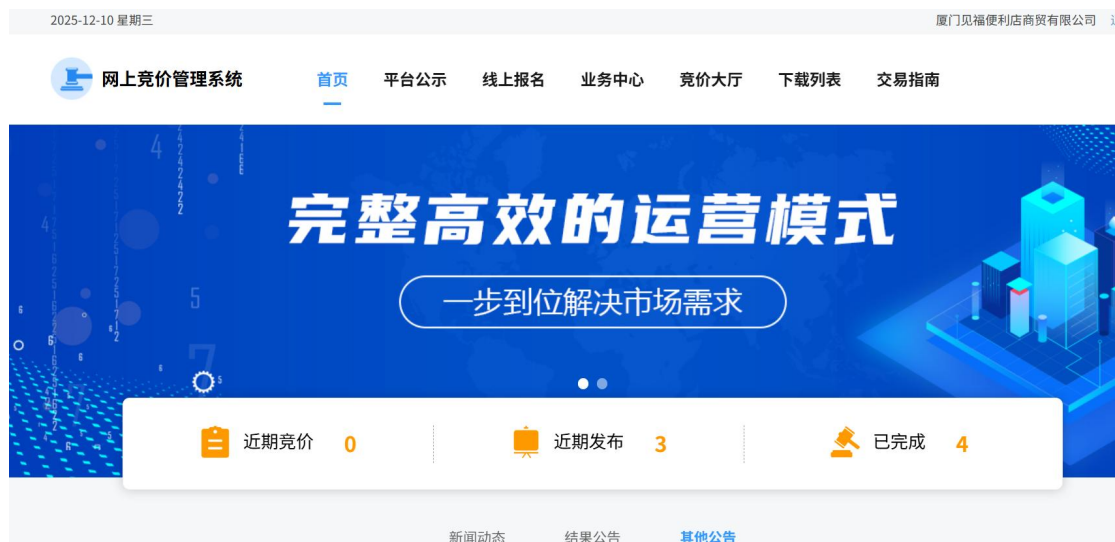 2025-12-10 星期三
厦门见福便利店商贸有限公司
网上竞价管理系统
首页 平台公示 线上报名 业务中心 竞价大厅 下载列表 交易指南
完整高效的运营模式
一步到位解决市场需求
近期竞价 0 近期发布 3 已完成 4
新闻动态 结果公告 其他公告